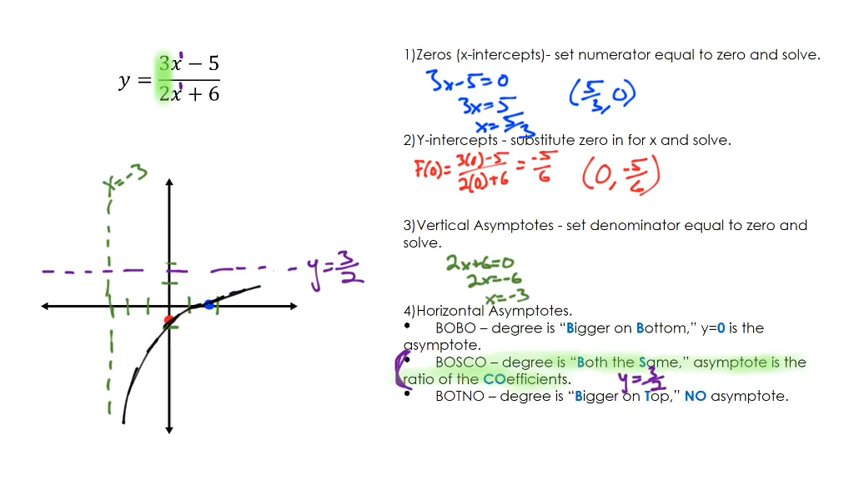 y = 3x¹ − 5 / 2x¹ + 6
x=-3
y=3/2
1)Zeros (x-intercepts)- set numerator equal to zero and solve.
3x-5=0
3x=5
x=5/3
(5/3, 0)
2)Y-intercepts - substitute zero in for x and solve.
F(0)= 3(0)-5 / 2(0)+6 = -5/6
(0, -5/6)
3)Vertical Asymptotes - set denominator equal to zero and
solve.
2x+6=0
2x=-6
x=-3
4)Horizontal Asymptotes.
• BOBO – degree is “Bigger on Bottom,” y=0 is the
asymptote.
• BOSCO – degree is “Both the Same,” asymptote is the
ratio of the COefficients.
y=3/2
• BOTNO – degree is “Bigger on Top,” NO asymptote.